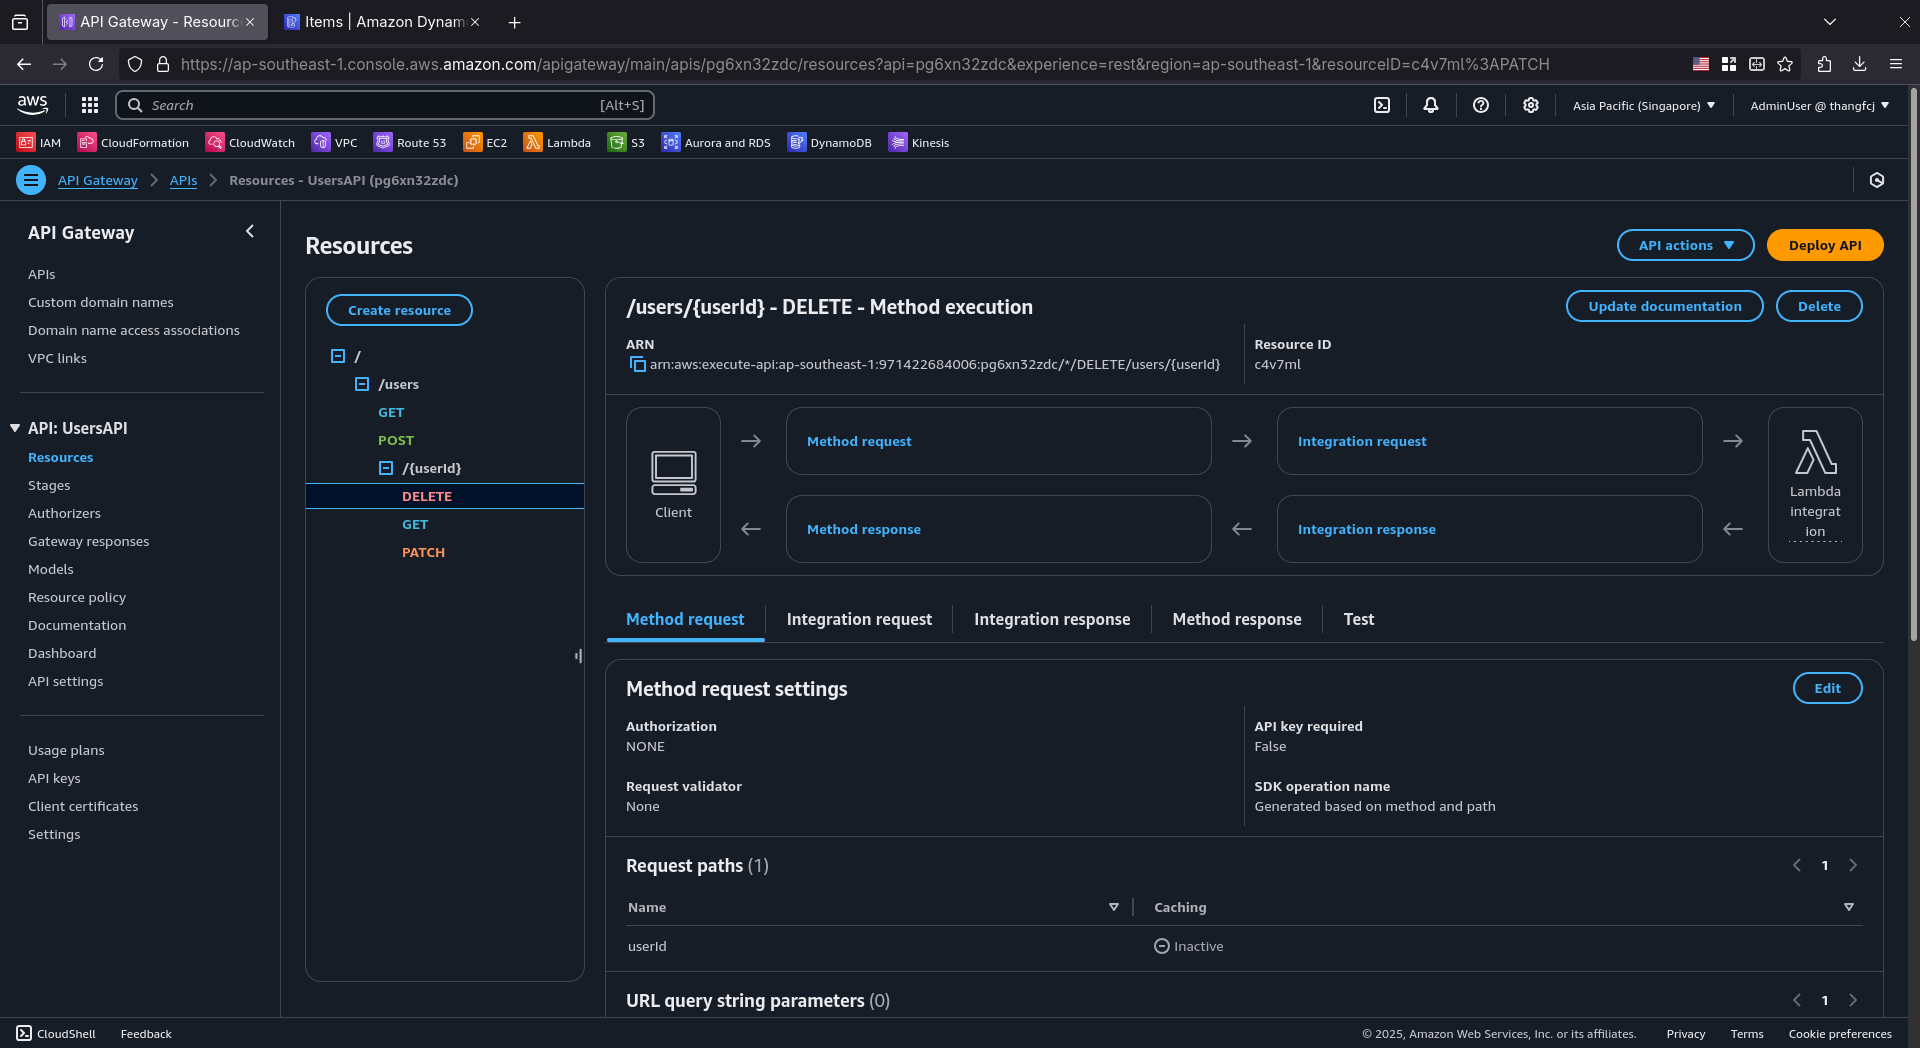 API Gateway - Resourc
Items | Amazon Dynam
https://ap-southeast-1.console.aws.amazon.com/apigateway/main/apis/pg6xn32zdc/resources?api=pg6xn32zdc&experience=rest&region=ap-southeast-1&resourceID=c4v7ml%3APATCH
aws
Search
[Alt+S]
Asia Pacific (Singapore)
AdminUser @ thangfcj
IAM
CloudFormation
CloudWatch
VPC
Route 53
EC2
Lambda
S3
Aurora and RDS
DynamoDB
Kinesis
API Gateway
APIs
Resources - UsersAPI (pg6xn32zdc)
API Gateway
APIs
Custom domain names
Domain name access associations
VPC links
API: UsersAPI
Resources
Stages
Authorizers
Gateway responses
Models
Resource policy
Documentation
Dashboard
API settings
Usage plans
API keys
Client certificates
Settings
Resources
API actions
Deploy API
Create resource
/
/users
GET
POST
/{userId}
DELETE
GET
PATCH
/users/{userId} - DELETE - Method execution
Update documentation
Delete
ARN
arn:aws:execute-api:ap-southeast-1:971422684006:pg6xn32zdc/*/DELETE/users/{userId}
Resource ID
c4v7ml
Client
Method request
Integration request
Method response
Integration response
Lambda
integrat
ion
Method request
Integration request
Integration response
Method response
Test
Method request settings
Edit
Authorization
NONE
API key required
False
Request validator
None
SDK operation name
Generated based on method and path
Request paths (1)
1
Name
Caching
userId
Inactive
URL query string parameters (0)
1
CloudShell
Feedback
© 2025, Amazon Web Services, Inc. or its affiliates.
Privacy
Terms
Cookie preferences